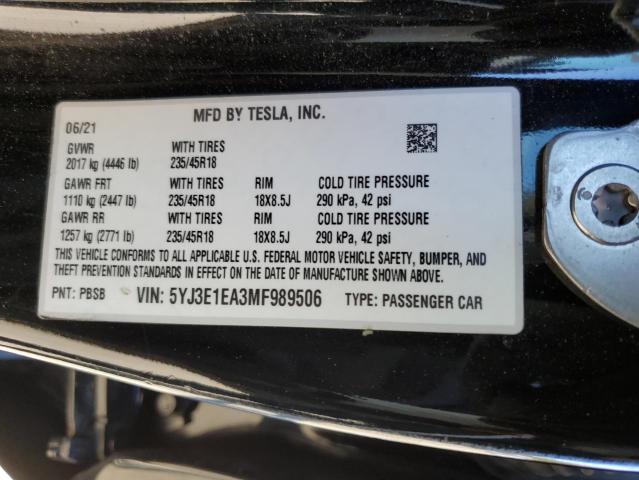 MFD BY TESLA, INC.
06/21
GVWR WITH TIRES
2017 kg (4446 lb) 235/45R18
GAWR FRT WITH TIRES RIM COLD TIRE PRESSURE
1110 kg (2447 lb) 235/45R18 18X8.5J 290 kPa, 42 psi
GAWR RR WITH TIRES RIM COLD TIRE PRESSURE
1257 kg (2771 lb) 235/45R18 18X8.5J 290 kPa, 42 psi
THIS VEHICLE CONFORMS TO ALL APPLICABLE U.S. FEDERAL MOTOR VEHICLE SAFETY, BUMPER, AND
THEFT PREVENTION STANDARDS IN EFFECT ON THE DATE OF MANUFACTURE SHOWN ABOVE.
PNT: PBSB VIN: 5YJ3E1EA3MF989506 TYPE: PASSENGER CAR